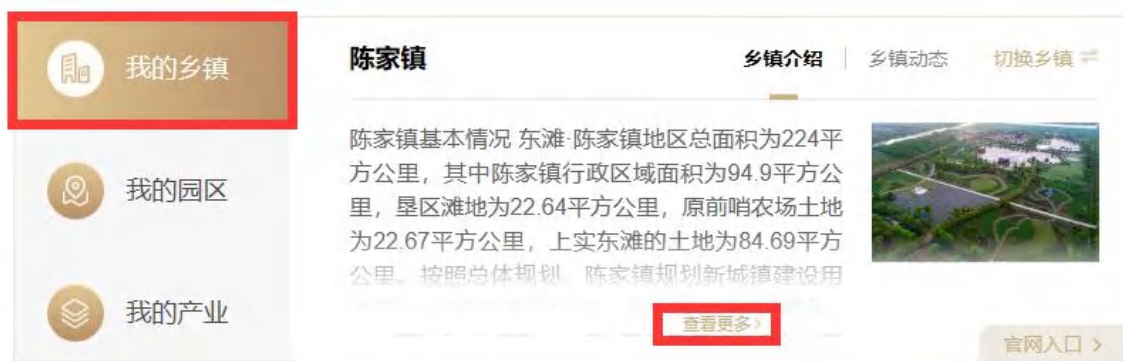 我的乡镇
我的园区
我的产业
陈家镇
乡镇介绍
乡镇动态
切换乡镇
陈家镇基本情况 东滩·陈家镇地区总面积为224平
方公里，其中陈家镇行政区域面积为94.9平方公
里，垦区滩地为22.64平方公里，原前哨农场土地
为22.67平方公里，上实东滩的土地为84.69平方
公里。按照总体规划，陈家镇规划新城镇建设用
查看更多>
官网入口 >